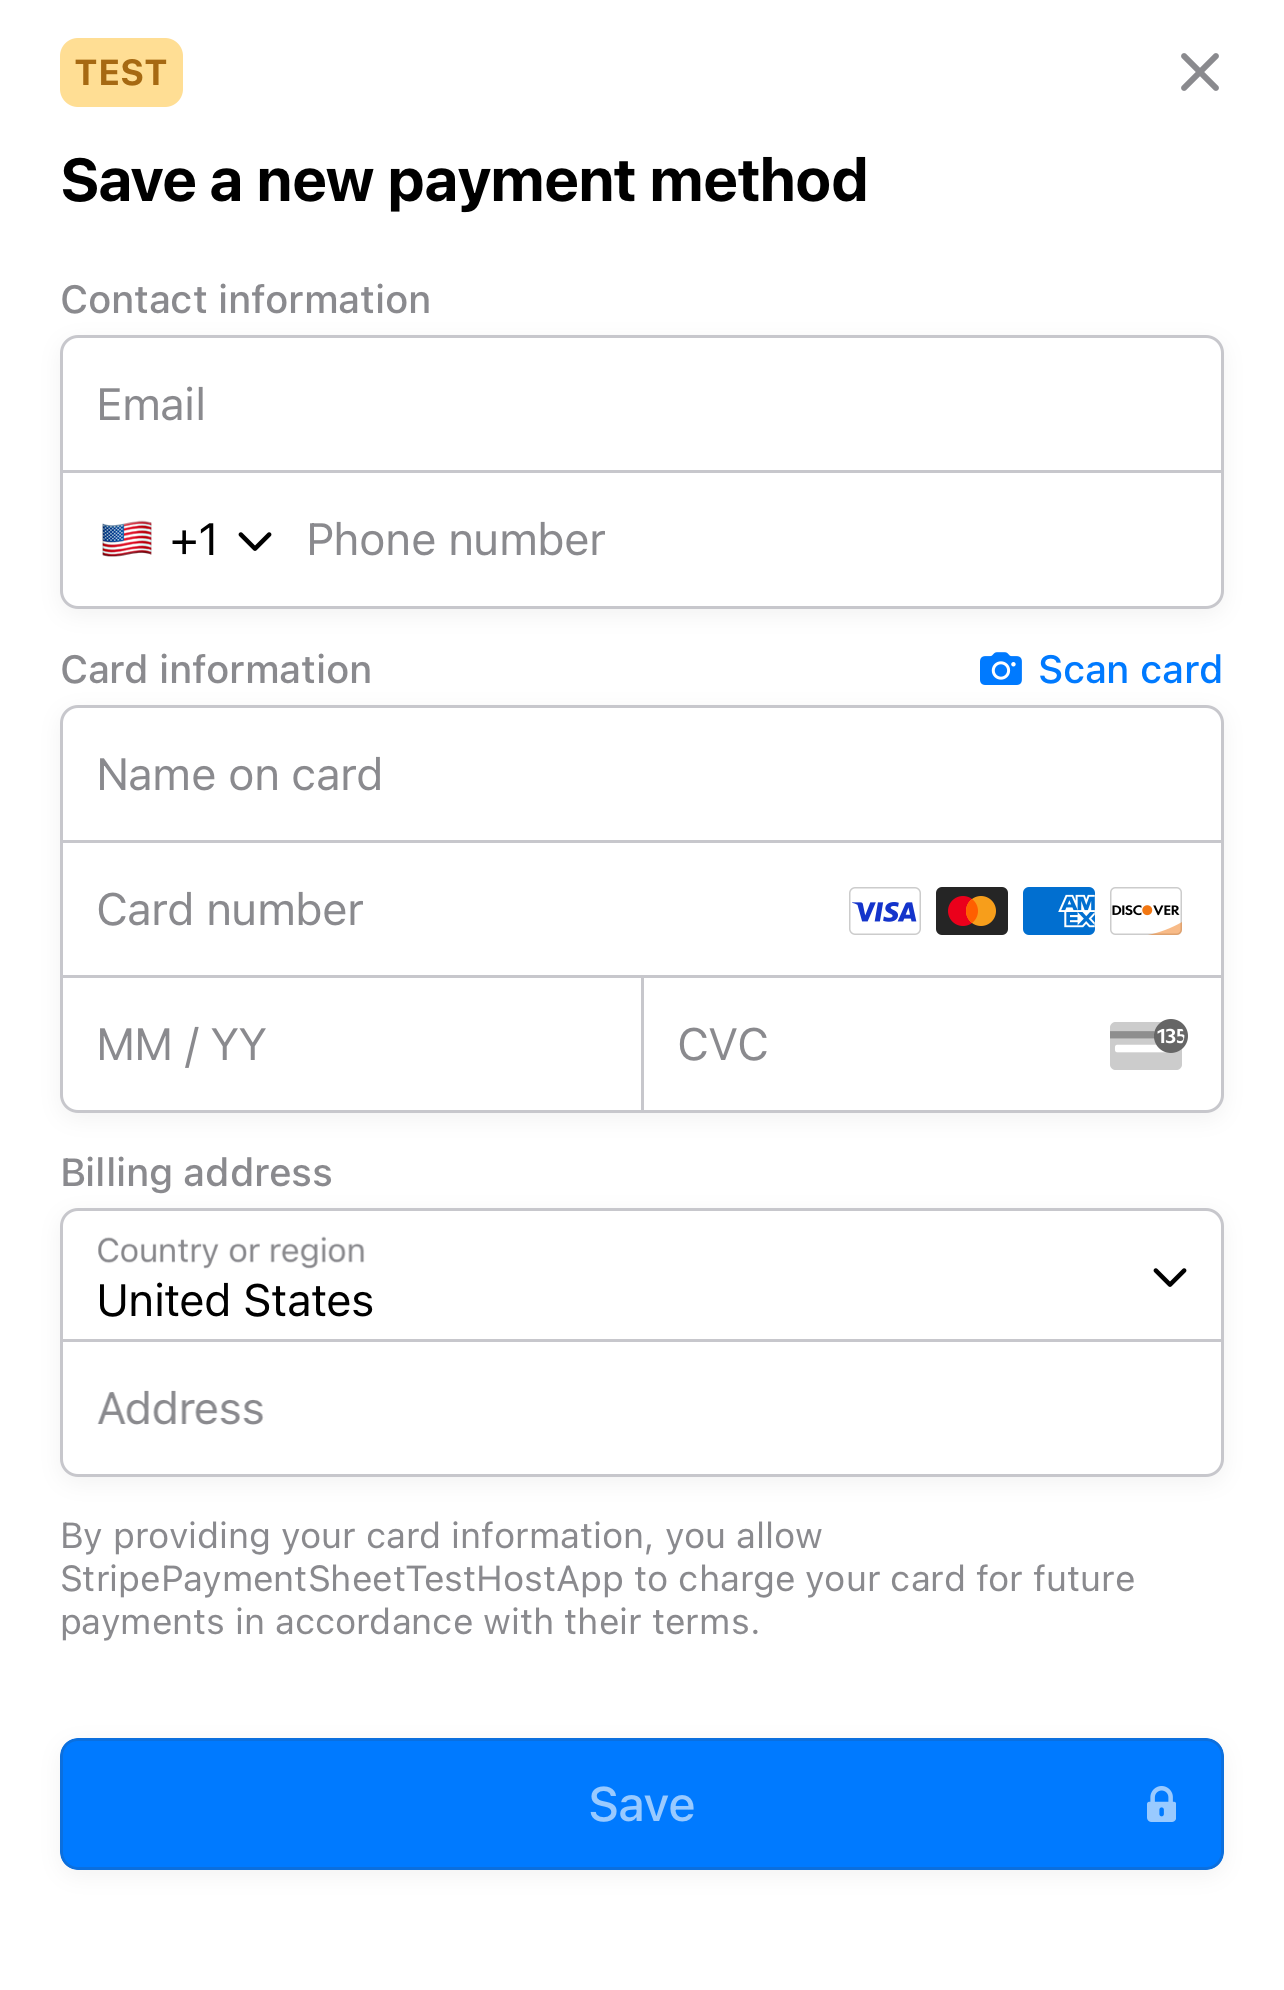 TEST
Save a new payment method
Contact information
Email
+1 Phone number
Card information Scan card
Name on card
Card number VISA AM EX DISCOVER
MM / YY CVC 135
Billing address
Country or region
United States
Address
By providing your card information, you allow
StripePaymentSheetTestHostApp to charge your card for future
payments in accordance with their terms.
Save